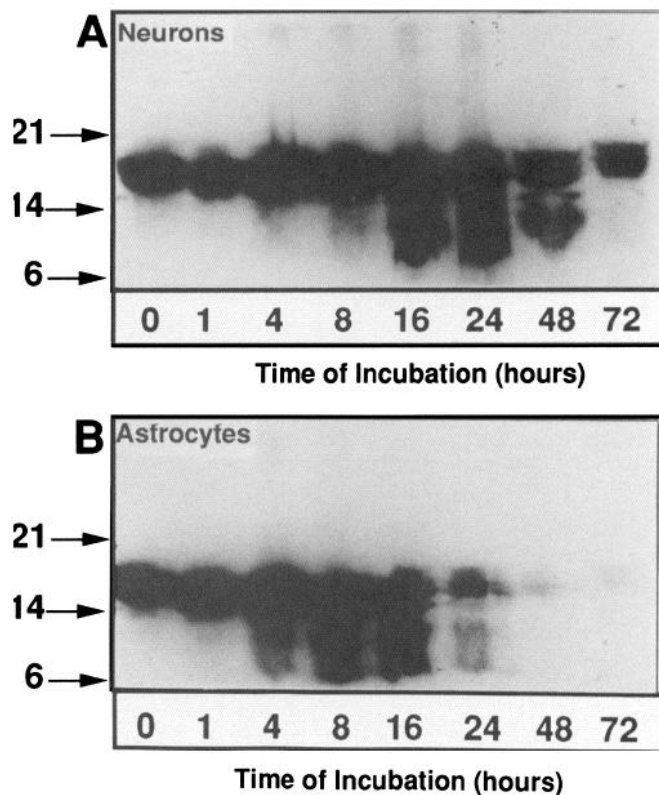 A Neurons
21
14
6
0 1 4 8 16 24 48 72
Time of Incubation (hours)
B Astrocytes
21
14
6
0 1 4 8 16 24 48 72
Time of Incubation (hours)